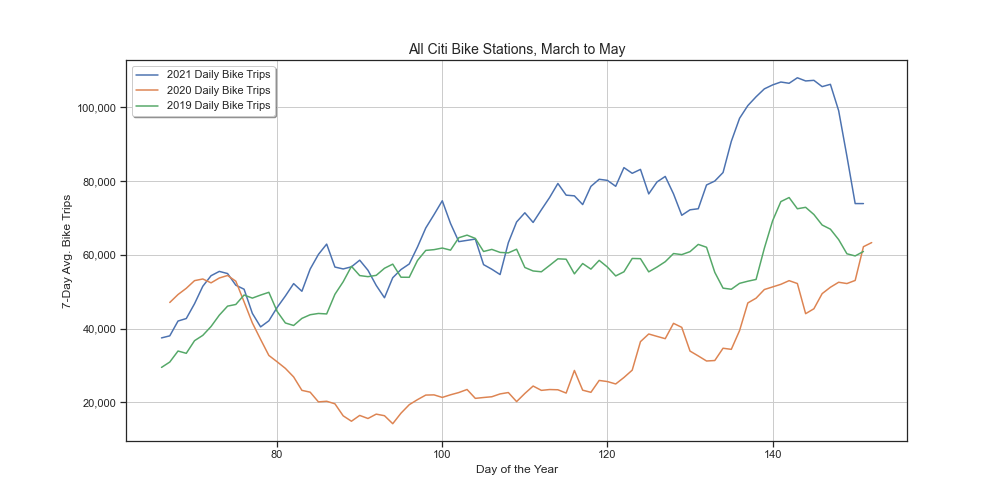 All Citi Bike Stations, March to May
2021 Daily Bike Trips
2020 Daily Bike Trips
2019 Daily Bike Trips
100,000
80,000
60,000
40,000
20,000
7-Day Avg. Bike Trips
80
100
120
140
Day of the Year